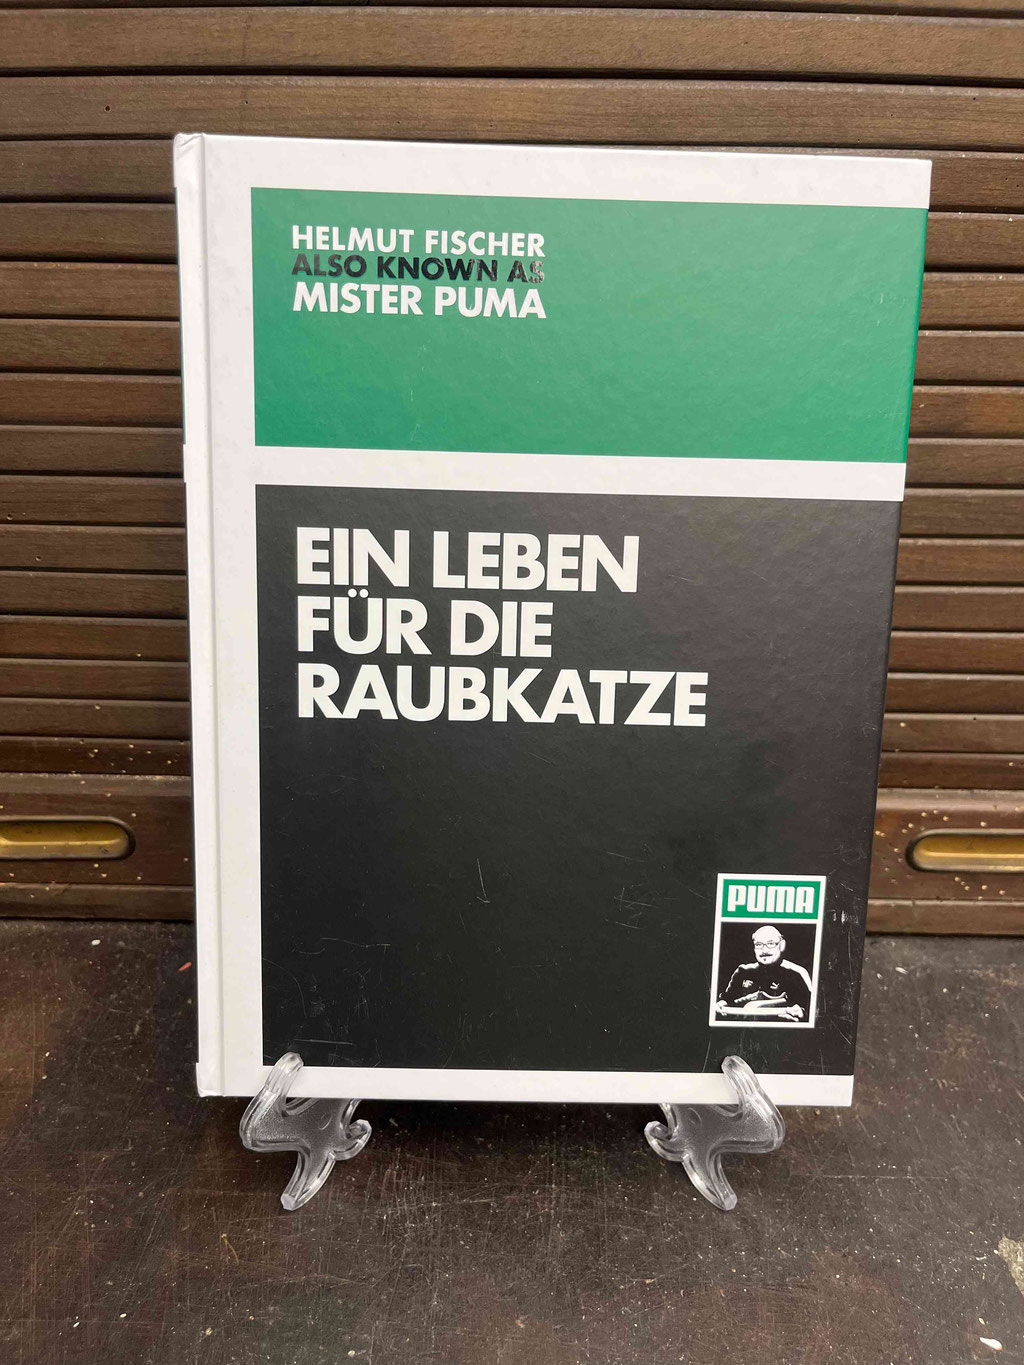 HELMUT FISCHER
ALSO KNOWN AS
MISTER PUMA
EIN LEBEN
FÜR DIE
RAUBKATZE
PUMA